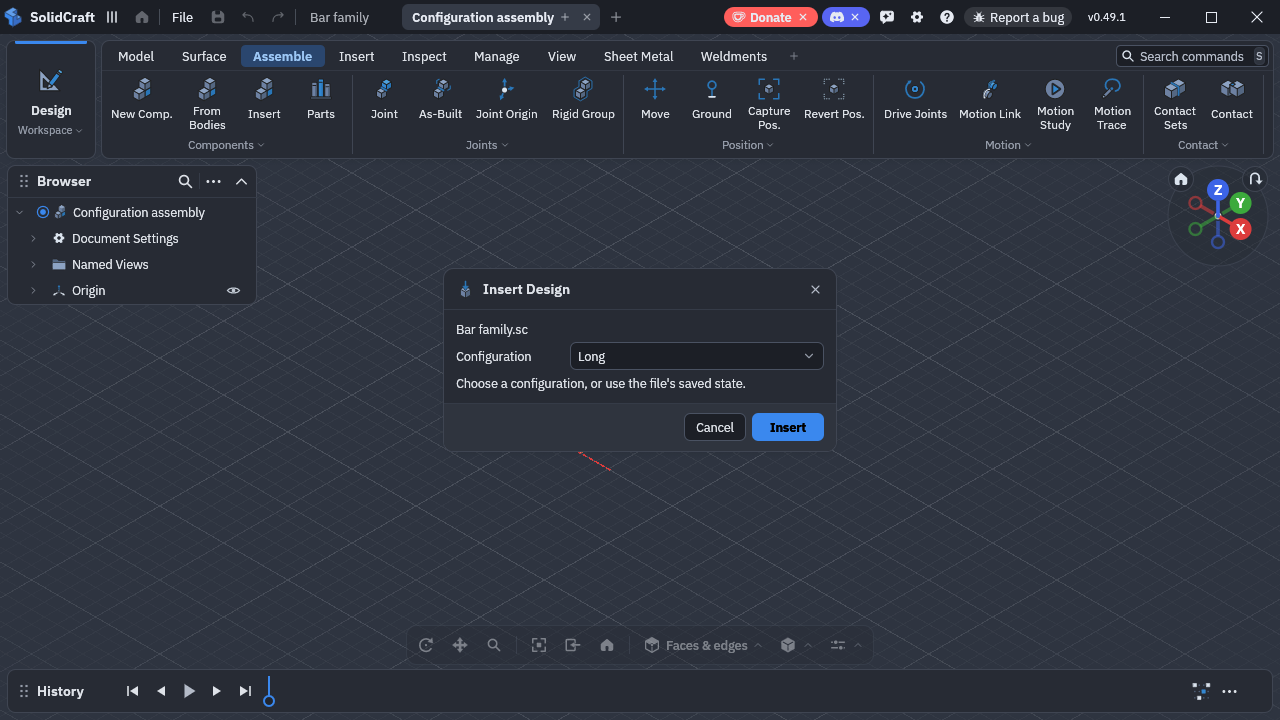 SolidCraft
File
Bar family
Configuration assembly
Donate
Report a bug
v0.49.1
Design
Workspace
Model
Surface
Assemble
Insert
Inspect
Manage
View
Sheet Metal
Weldments
Search commands
S
New Comp.
From Bodies
Insert
Parts
Components
Joint
As-Built
Joint Origin
Rigid Group
Joints
Move
Ground
Capture Pos.
Revert Pos.
Position
Drive Joints
Motion Link
Motion Study
Motion Trace
Motion
Contact Sets
Contact
Contact
Browser
Configuration assembly
Document Settings
Named Views
Origin
Z
Y
X
Insert Design
Bar family.sc
Configuration
Long
Choose a configuration, or use the file's saved state.
Cancel
Insert
Faces & edges
History